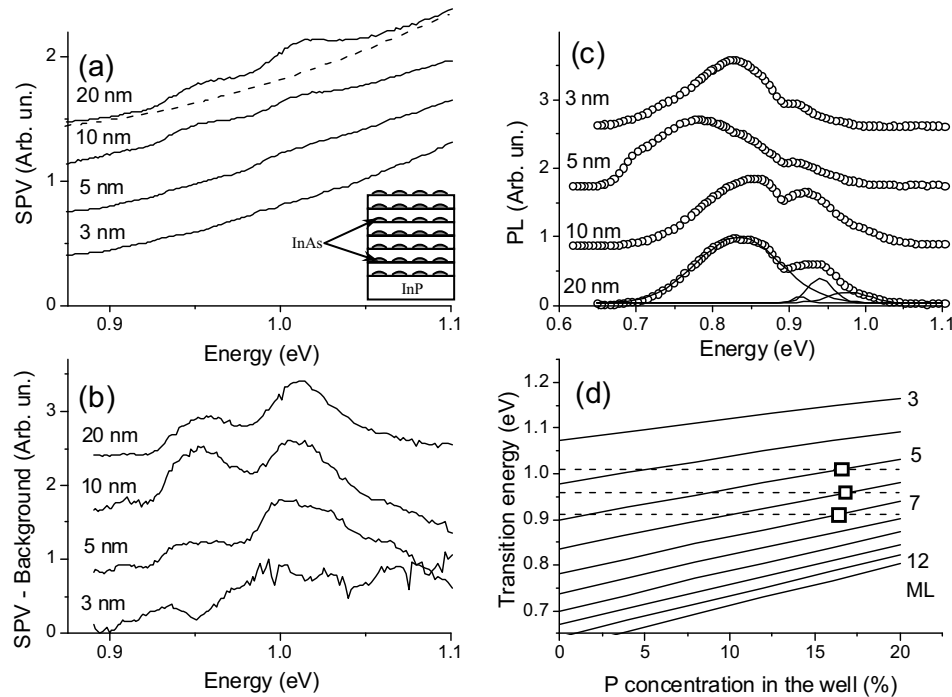 (a)
2
1
0
SPV (Arb. un.)
20 nm
10 nm
5 nm
3 nm
InAs
InP
0.9 1.0 1.1
Energy (eV)
(c)
3
2
1
0
PL (Arb. un.)
3 nm
5 nm
10 nm
20 nm
0.6 0.7 0.8 0.9 1.0 1.1
Energy (eV)
(b)
3
2
1
0
SPV - Background (Arb. un.)
20 nm
10 nm
5 nm
3 nm
0.9 1.0 1.1
Energy (eV)
(d)
1.2
1.1
1.0
0.9
0.8
0.7
Transition energy (eV)
3
5
7
12
ML
0 5 10 15 20
P concentration in the well (%)